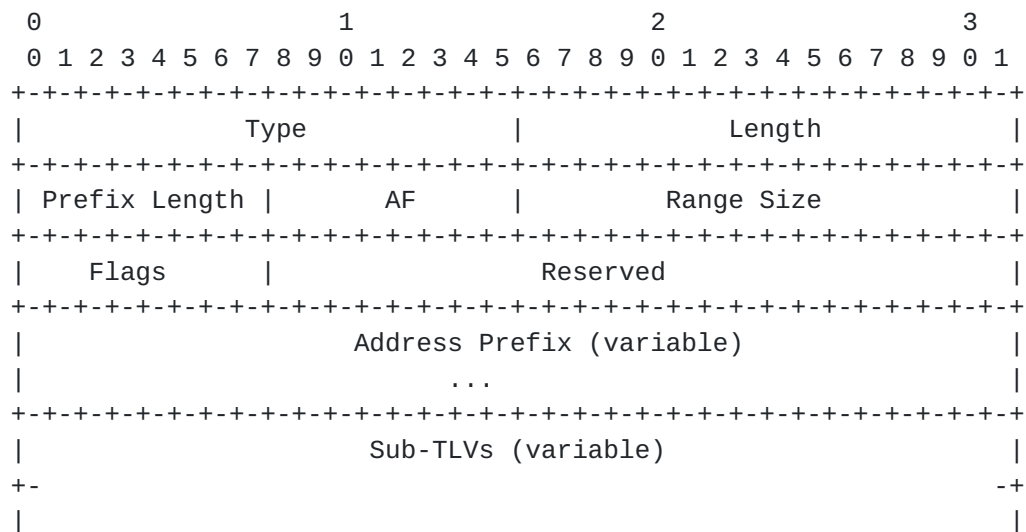 0                   1                   2                   3
 0 1 2 3 4 5 6 7 8 9 0 1 2 3 4 5 6 7 8 9 0 1 2 3 4 5 6 7 8 9 0 1
+-+-+-+-+-+-+-+-+-+-+-+-+-+-+-+-+-+-+-+-+-+-+-+-+-+-+-+-+-+-+-+-+
|              Type             |             Length            |
+-+-+-+-+-+-+-+-+-+-+-+-+-+-+-+-+-+-+-+-+-+-+-+-+-+-+-+-+-+-+-+-+
| Prefix Length |       AF      |         Range Size            |
+-+-+-+-+-+-+-+-+-+-+-+-+-+-+-+-+-+-+-+-+-+-+-+-+-+-+-+-+-+-+-+-+
|    Flags      |                 Reserved                      |
+-+-+-+-+-+-+-+-+-+-+-+-+-+-+-+-+-+-+-+-+-+-+-+-+-+-+-+-+-+-+-+-+
|                     Address Prefix (variable)                 |
|                           ...                                 |
+-+-+-+-+-+-+-+-+-+-+-+-+-+-+-+-+-+-+-+-+-+-+-+-+-+-+-+-+-+-+-+-+
|                      Sub-TLVs (variable)                      |
+-                                                             -+
|                                                               |